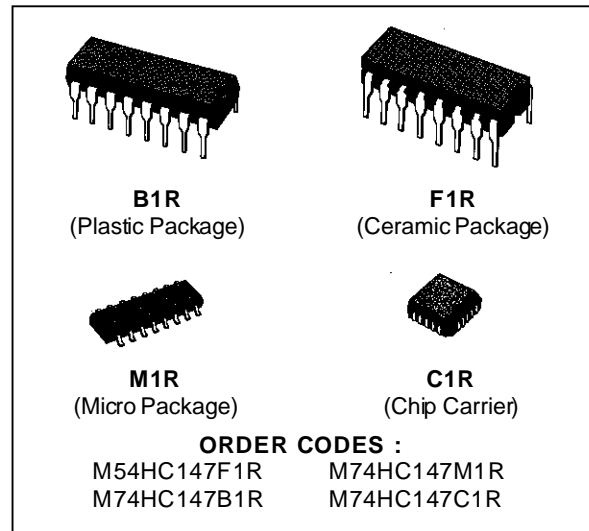 B1R
(Plastic Package)
F1R
(Ceramic Package)
M1R
(Micro Package)
C1R
(Chip Carrier)
ORDER CODES :
M54HC147F1R M74HC147M1R
M74HC147B1R M74HC147C1R